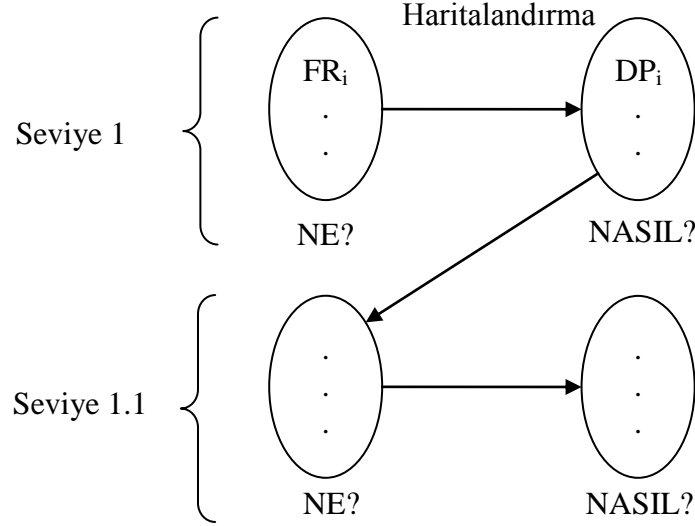 Haritalandırma
FRᵢ
DPᵢ
.
.
.
.
Seviye 1
NE?
NASIL?
.
.
.
.
.
.
Seviye 1.1
NE?
NASIL?